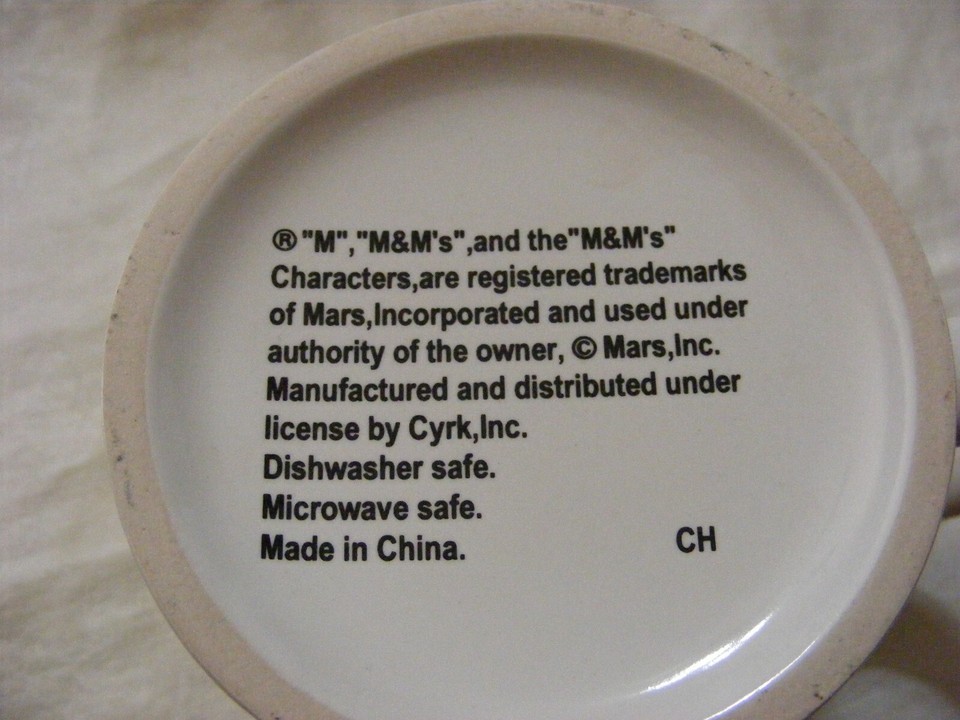 ® "M","M&M's",and the"M&M's"
Characters,are registered trademarks
of Mars,Incorporated and used under
authority of the owner, © Mars,Inc.
Manufactured and distributed under
license by Cyrk,Inc.
Dishwasher safe.
Microwave safe.
Made in China. CH